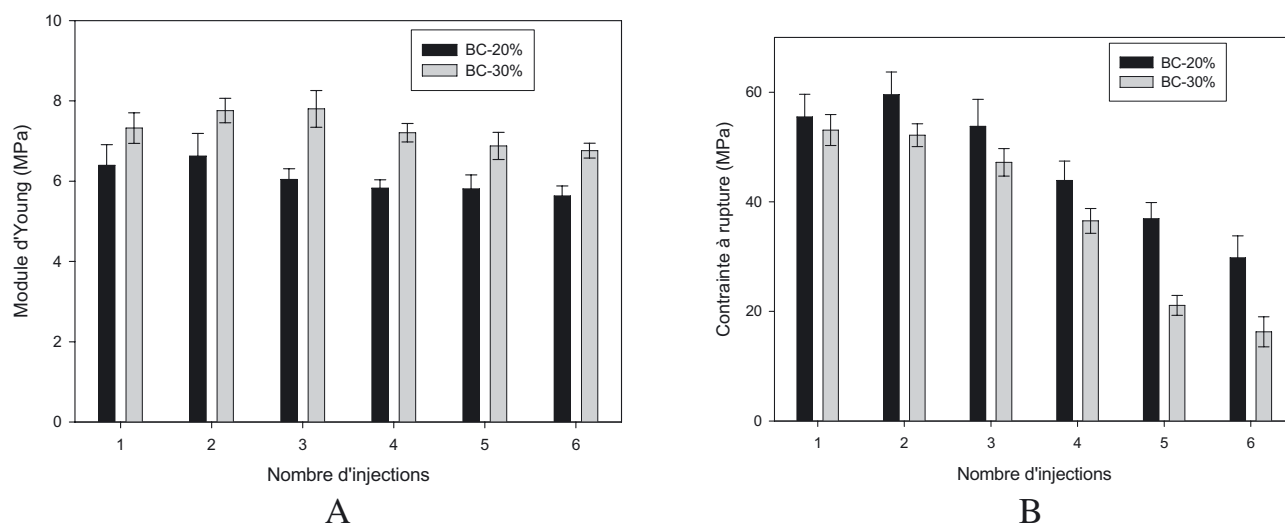 10
8
6
4
2
0
Module d'Young (MPa)
BC-20%
BC-30%
1 2 3 4 5 6
Nombre d'injections
A
60
40
20
0
Contrainte à rupture (MPa)
BC-20%
BC-30%
1 2 3 4 5 6
Nombre d'injections
B